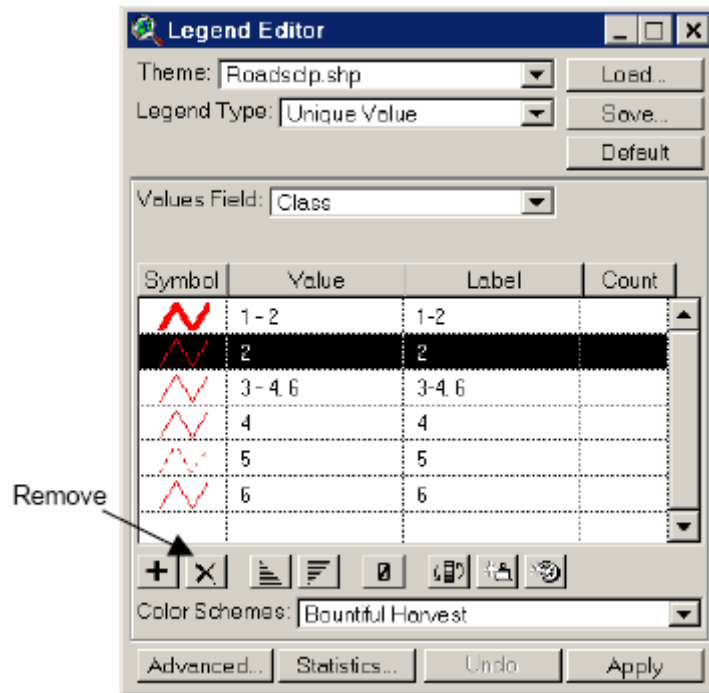 Legend Editor
Theme: Roadsclp.shp
Load...
Legend Type: Unique Value
Save...
Default
Values Field: Class
Symbol Value Label Count
1 - 2 1-2
2 2
3 - 4, 6 3-4, 6
4 4
5 5
6 6
Remove
Color Schemes: Bountiful Harvest
Advanced... Statistics... Undo Apply